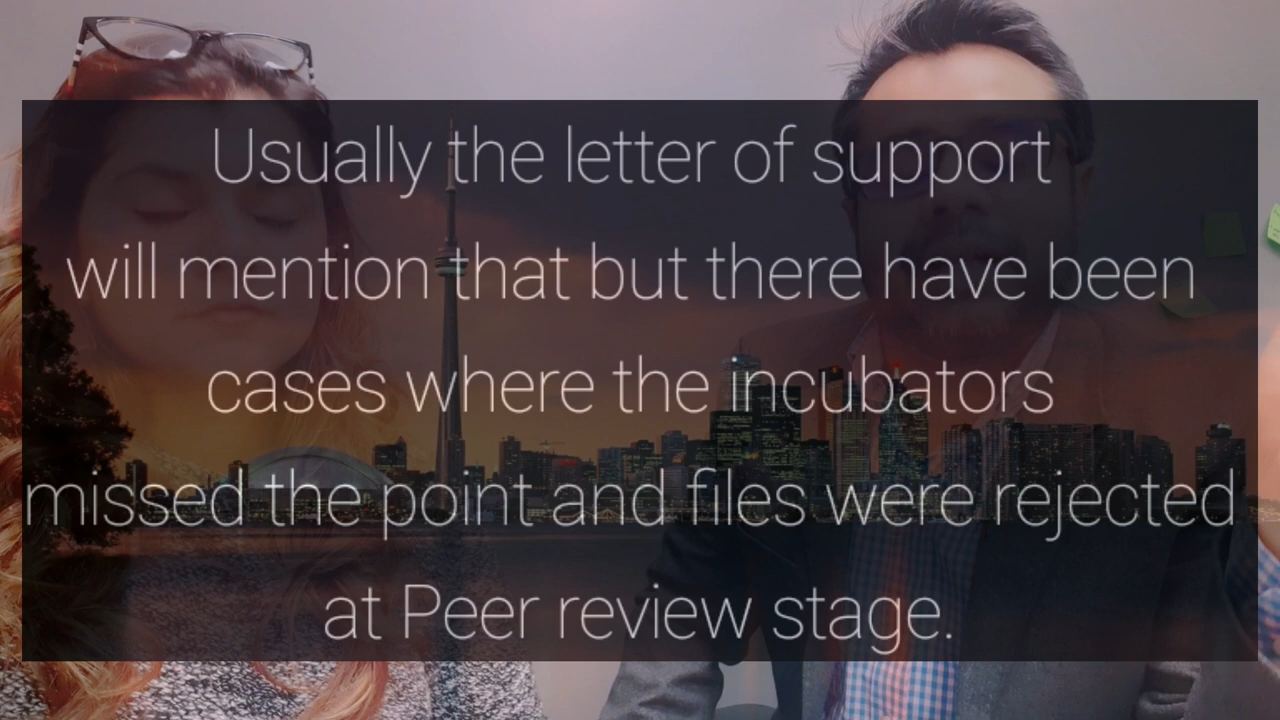 Usually the letter of support
will mention that but there have been
cases where the incubators
missed the point and files were rejected
at Peer review stage.